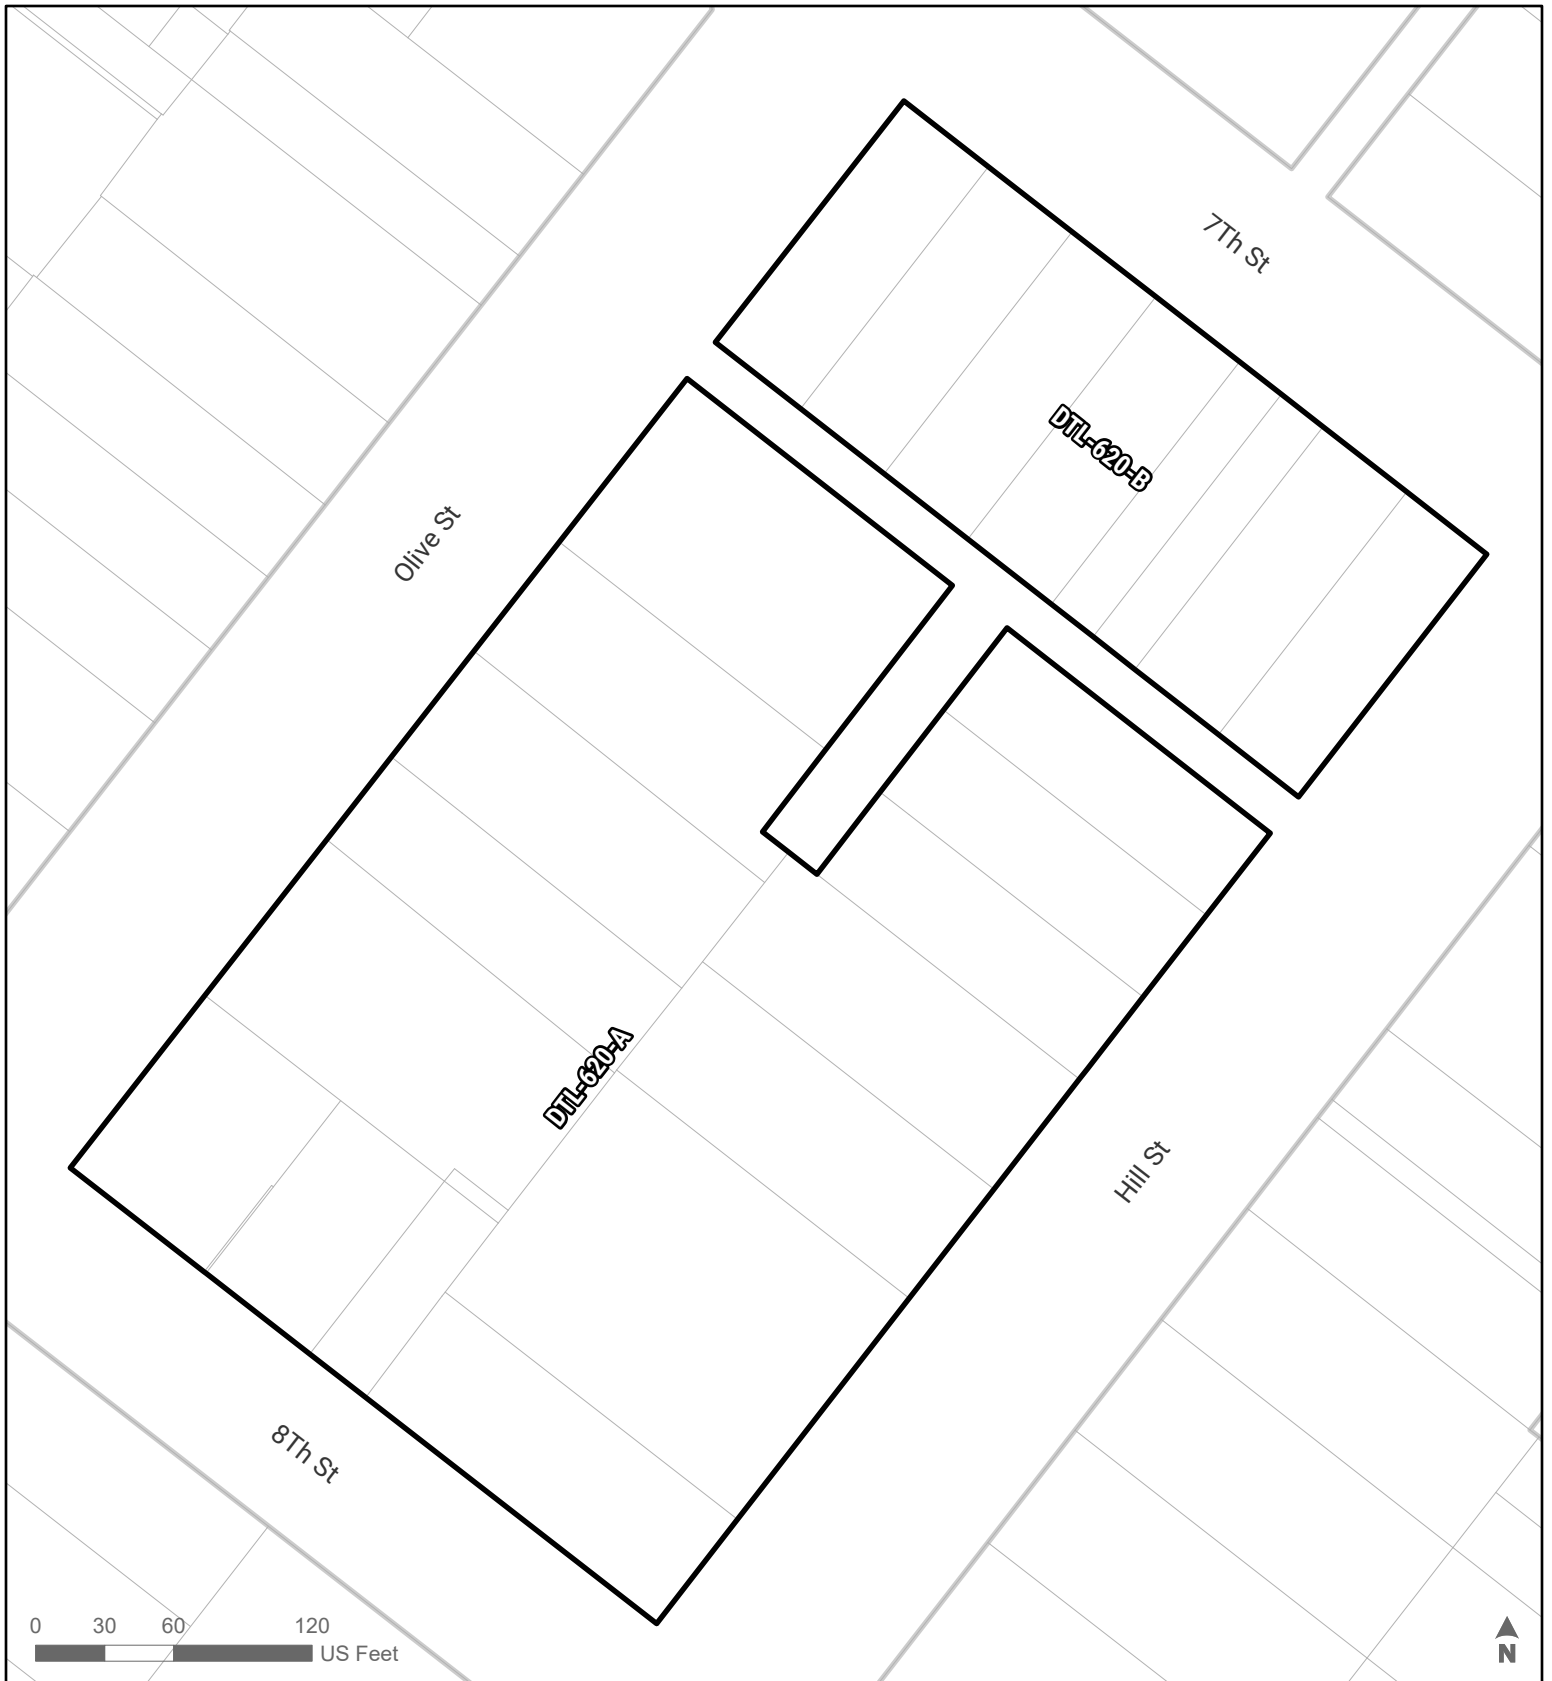 7Th St
DTL-620-B
Olive St
DTL-620-A
Hill St
8Th St
0 30 60 120
US Feet
N